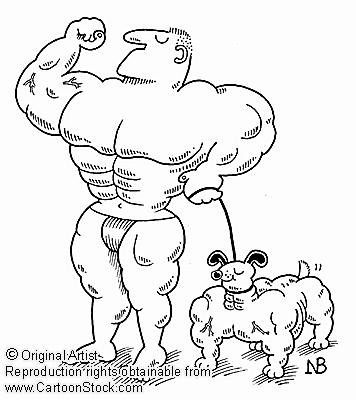 NB
© Original Artist
Reproduction rights obtainable from
www.CartoonStock.com